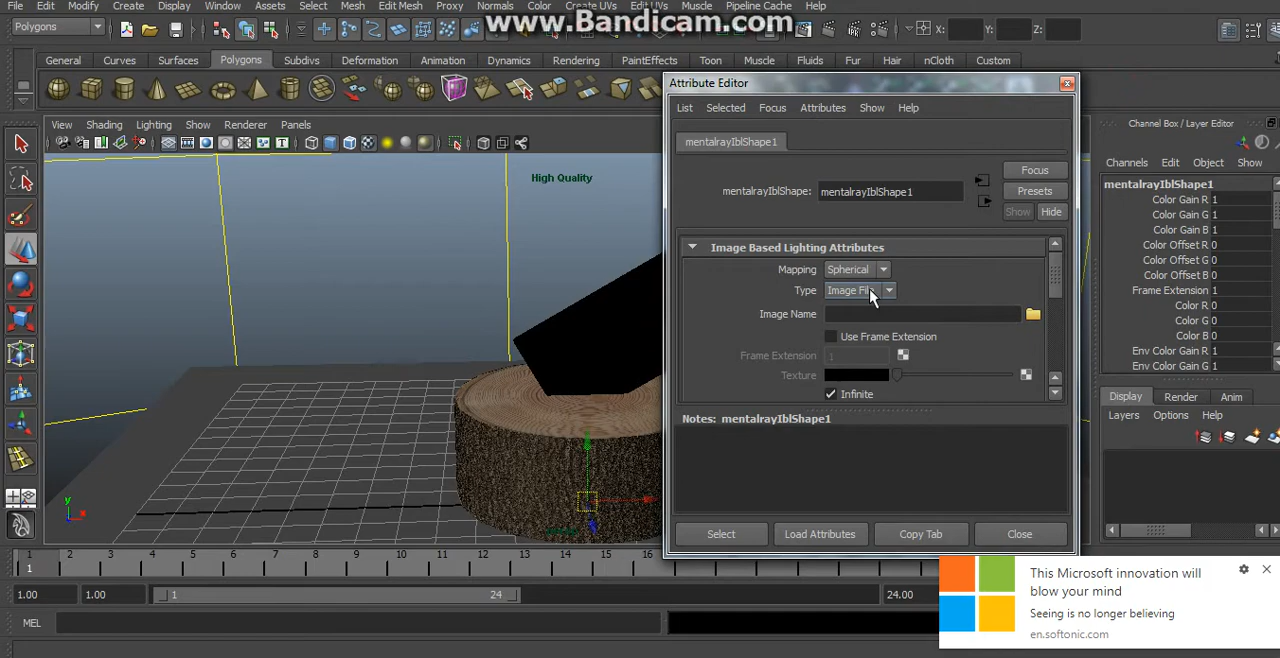 File Edit Modify Create Display Window Assets Select Mesh Edit Mesh Proxy Normals Color Create UVs Edit UVs Muscle Pipeline Cache Help
www.Bandicam.com
Polygons X: Y: Z:
General Curves Surfaces Polygons Subdivs Deformation Animation Dynamics Rendering PaintEffects Toon Muscle Fluids Fur Hair nCloth Custom
Attribute Editor
List Selected Focus Attributes Show Help
mentalrayIblShape1
mentalrayIblShape: mentalrayIblShape1
Focus
Presets
Show Hide
Image Based Lighting Attributes
Mapping Spherical
Type Image File
Image Name
Use Frame Extension
Frame Extension 1
Texture
Infinite
Notes: mentalrayIblShape1
Select Load Attributes Copy Tab Close
View Shading Lighting Show Renderer Panels
High Quality
y
x
Channel Box / Layer Editor
Channels Edit Object Show
mentalrayIblShape1
Color Gain R 1
Color Gain G 1
Color Gain B 1
Color Offset R 0
Color Offset G 0
Color Offset B 0
Frame Extension 1
Color R 0
Color G 0
Color B 0
Env Color Gain R 1
Env Color Gain G 1
Display Render Anim
Layers Options Help
1 2 3 4 5 6 7 8 9 10 11 12 13 14 15 16
1
1.00 1.00 1 24 24.00
MEL
This Microsoft innovation will
blow your mind
Seeing is no longer believing
en.softonic.com